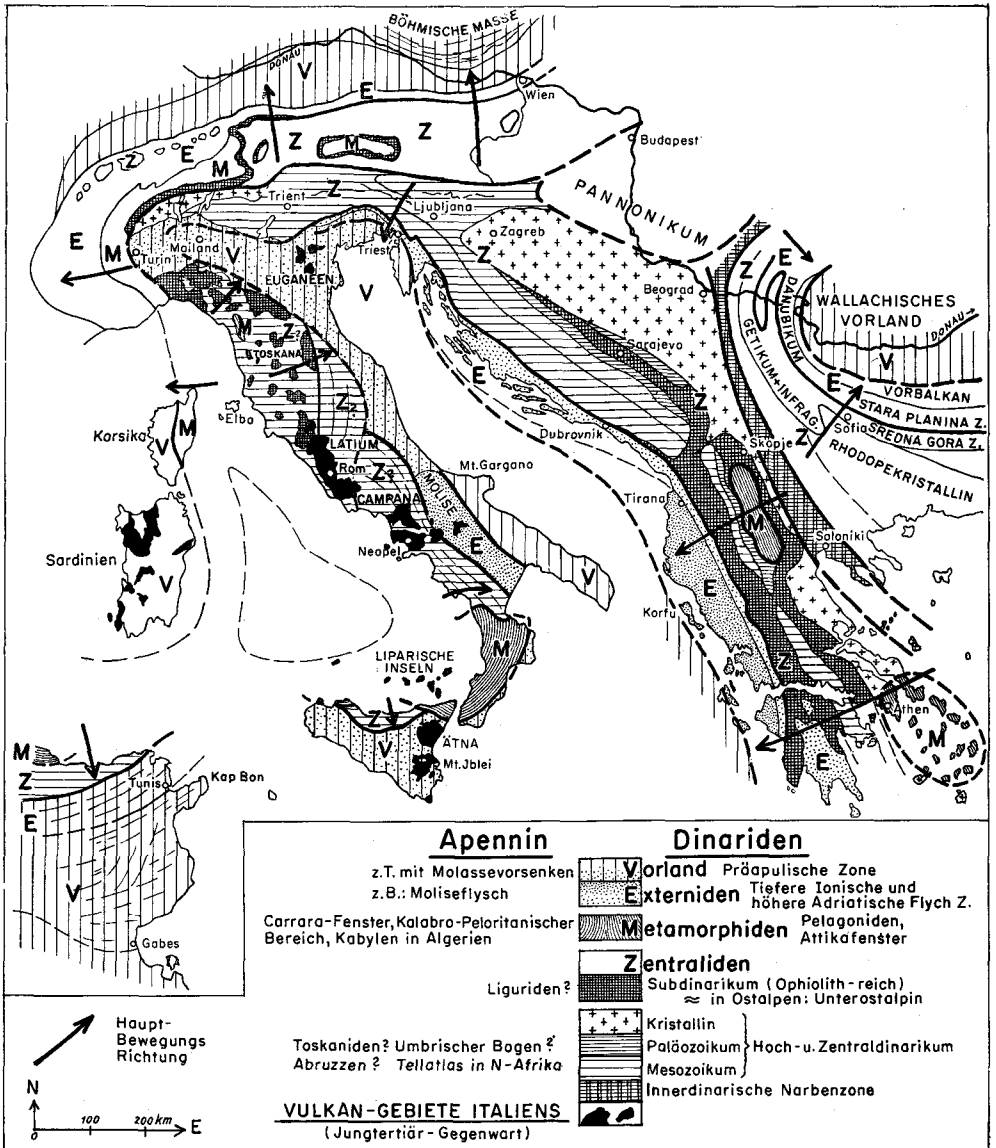 BÖHMISCHE MASSE
DONAU
V
E
Wien
Z
Z
M
Z
Budapest
Z
E
M
Z
PANNONIKUM
Trient
Ljubljana
Zagreb
Z
E
M
Turin
Mailand
V
Triest
EUGANEEN
V
Beograd
Z
E
DANUBIKUM
WALLACHISCHES
VORLAND
DONAU
V
GETIKUM+INFRAG.
E
VORBALKAN
STARA PLANINA Z.
Sofia
SREDNA GORA Z.
Z
RHODOPEKRISTALLIN
M
Z?
TOSKANA
Z?
Sarajevo
E
Z
Elba
Korsika
V
M
LATIUM
Rom
Z?
Dubrovnik
Skopje
Mt.Gargano
MOLISE
CAMPANA
Tirana
M
Saloniki
Sardinien
V
Neapel
E
V
E
Korfu
M
LIPARISCHE
INSELN
Z
Z
V
ÄTNA
Mt.Jblei
Athen
M
E
M
Z
E
Tunis
Kap Bon
V
Gabes
Apennin
Dinariden
z.T. mit Molassevorsenken
Vorland Präapulische Zone
z.B.: Moliseflysch
Externiden Tiefere Ionische und
höhere Adriatische Flych Z.
Carrara-Fenster, Kalabro-Peloritanischer
Bereich, Kabylen in Algerien
Metamorphiden Pelagoniden,
Attikafenster
Zentraliden
Liguriden?
Subdinarikum (Ophiolith-reich)
≈ in Ostalpen: Unterostalpin
Kristallin
Toskaniden? Umbrischer Bogen?
Paläozoikum
Hoch-u. Zentraldinarikum
Abruzzen? Tellatlas in N-Afrika
Mesozoikum
Innerdinarische Narbenzone
VULKAN-GEBIETE ITALIENS
(Jungtertiär-Gegenwart)
Haupt-
Bewegungs
Richtung
N
0 100 200 km E